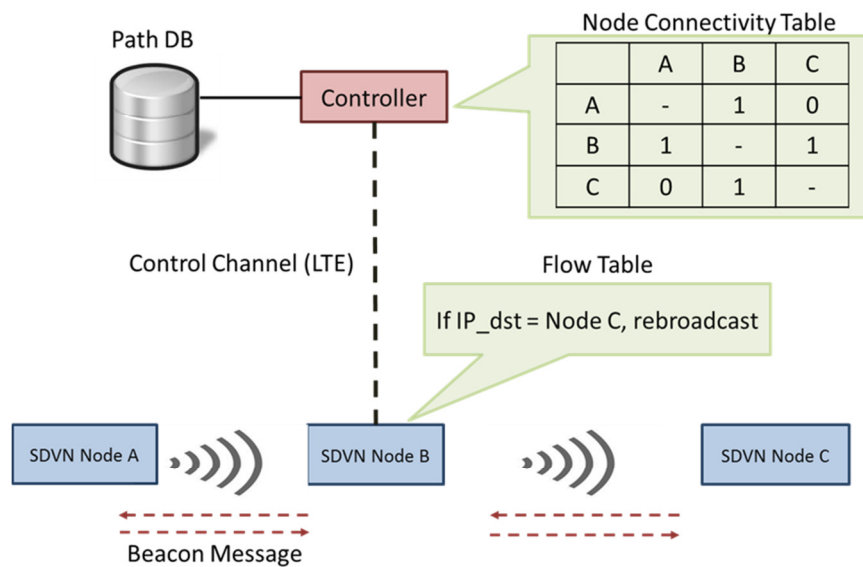 Node Connectivity Table
Path DB
Controller
A B C
A - 1 0
B 1 - 1
C 0 1 -
Control Channel (LTE)
Flow Table
If IP_dst = Node C, rebroadcast
SDVN Node A
SDVN Node B
SDVN Node C
Beacon Message